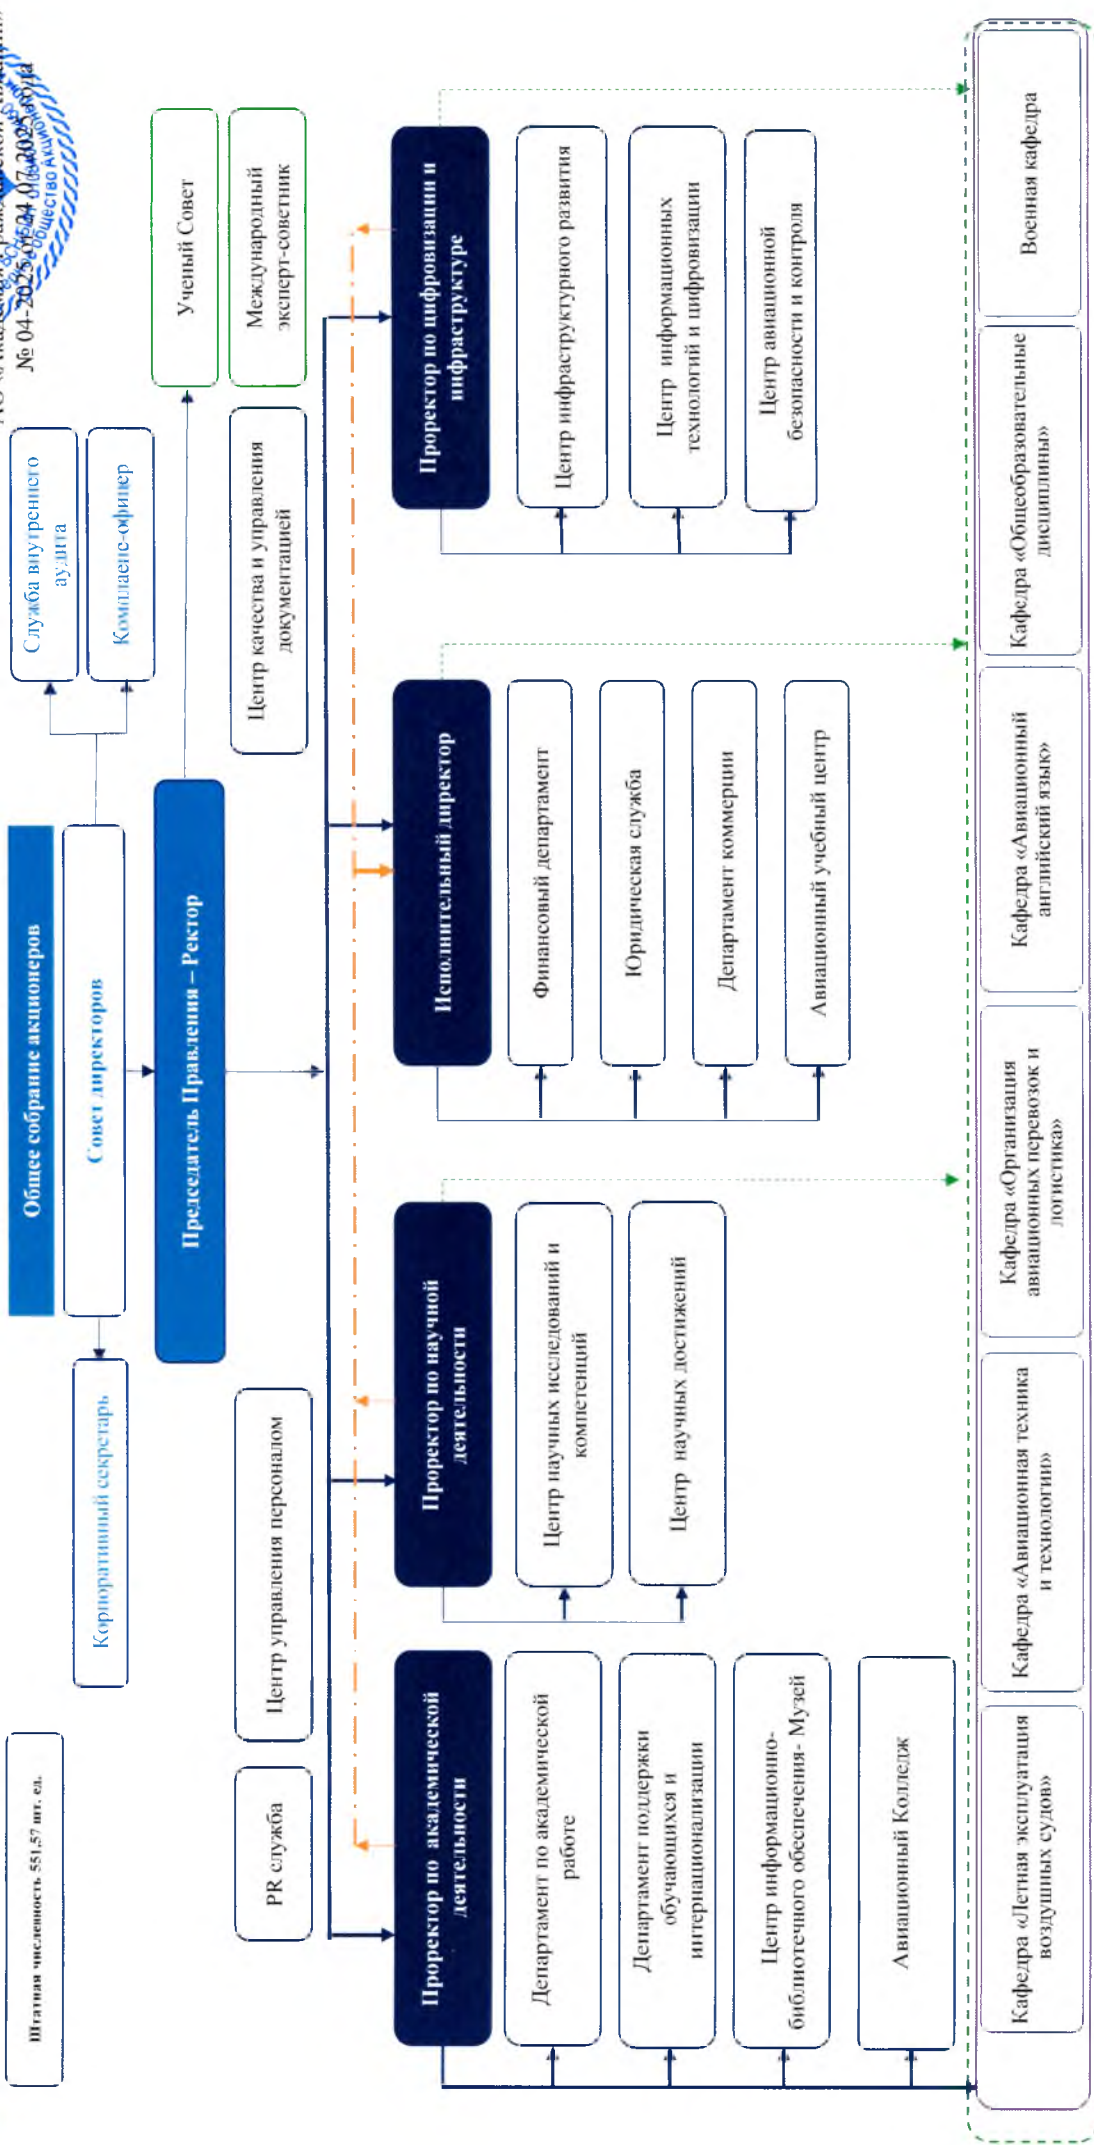 № 04-2025 от 24.07.2025 года
Штатная численность 551,57 шт. ед.
Общее собрание акционеров
Совет директоров
Корпоративный секретарь
Служба внутреннего
аудита
Комплаенс-офицер
Председатель Правления – Ректор
Ученый Совет
Международный
эксперт-советник
PR служба
Центр управления персоналом
Центр качества и управления
документацией
Проректор по академической
деятельности
Департамент по академической
работе
Департамент поддержки
обучающихся и
интернационализации
Центр информационно-
библиотечного обеспечения- Музей
Авиационный Колледж
Проректор по научной
деятельности
Центр научных исследований и
компетенций
Центр научных достижений
Исполнительный директор
Финансовый департамент
Юридическая служба
Департамент коммерции
Авиационный учебный центр
Проректор по цифровизации и
инфраструктуре
Центр инфраструктурного развития
Центр информационных
технологий и цифровизации
Центр авиационной
безопасности и контроля
Кафедра «Летная эксплуатация
воздушных судов»
Кафедра «Авиационная техника
и технологии»
Кафедра «Организация
авиационных перевозок и
логистика»
Кафедра «Авиационный
английский язык»
Кафедра «Общеобразовательные
дисциплины»
Военная кафедра